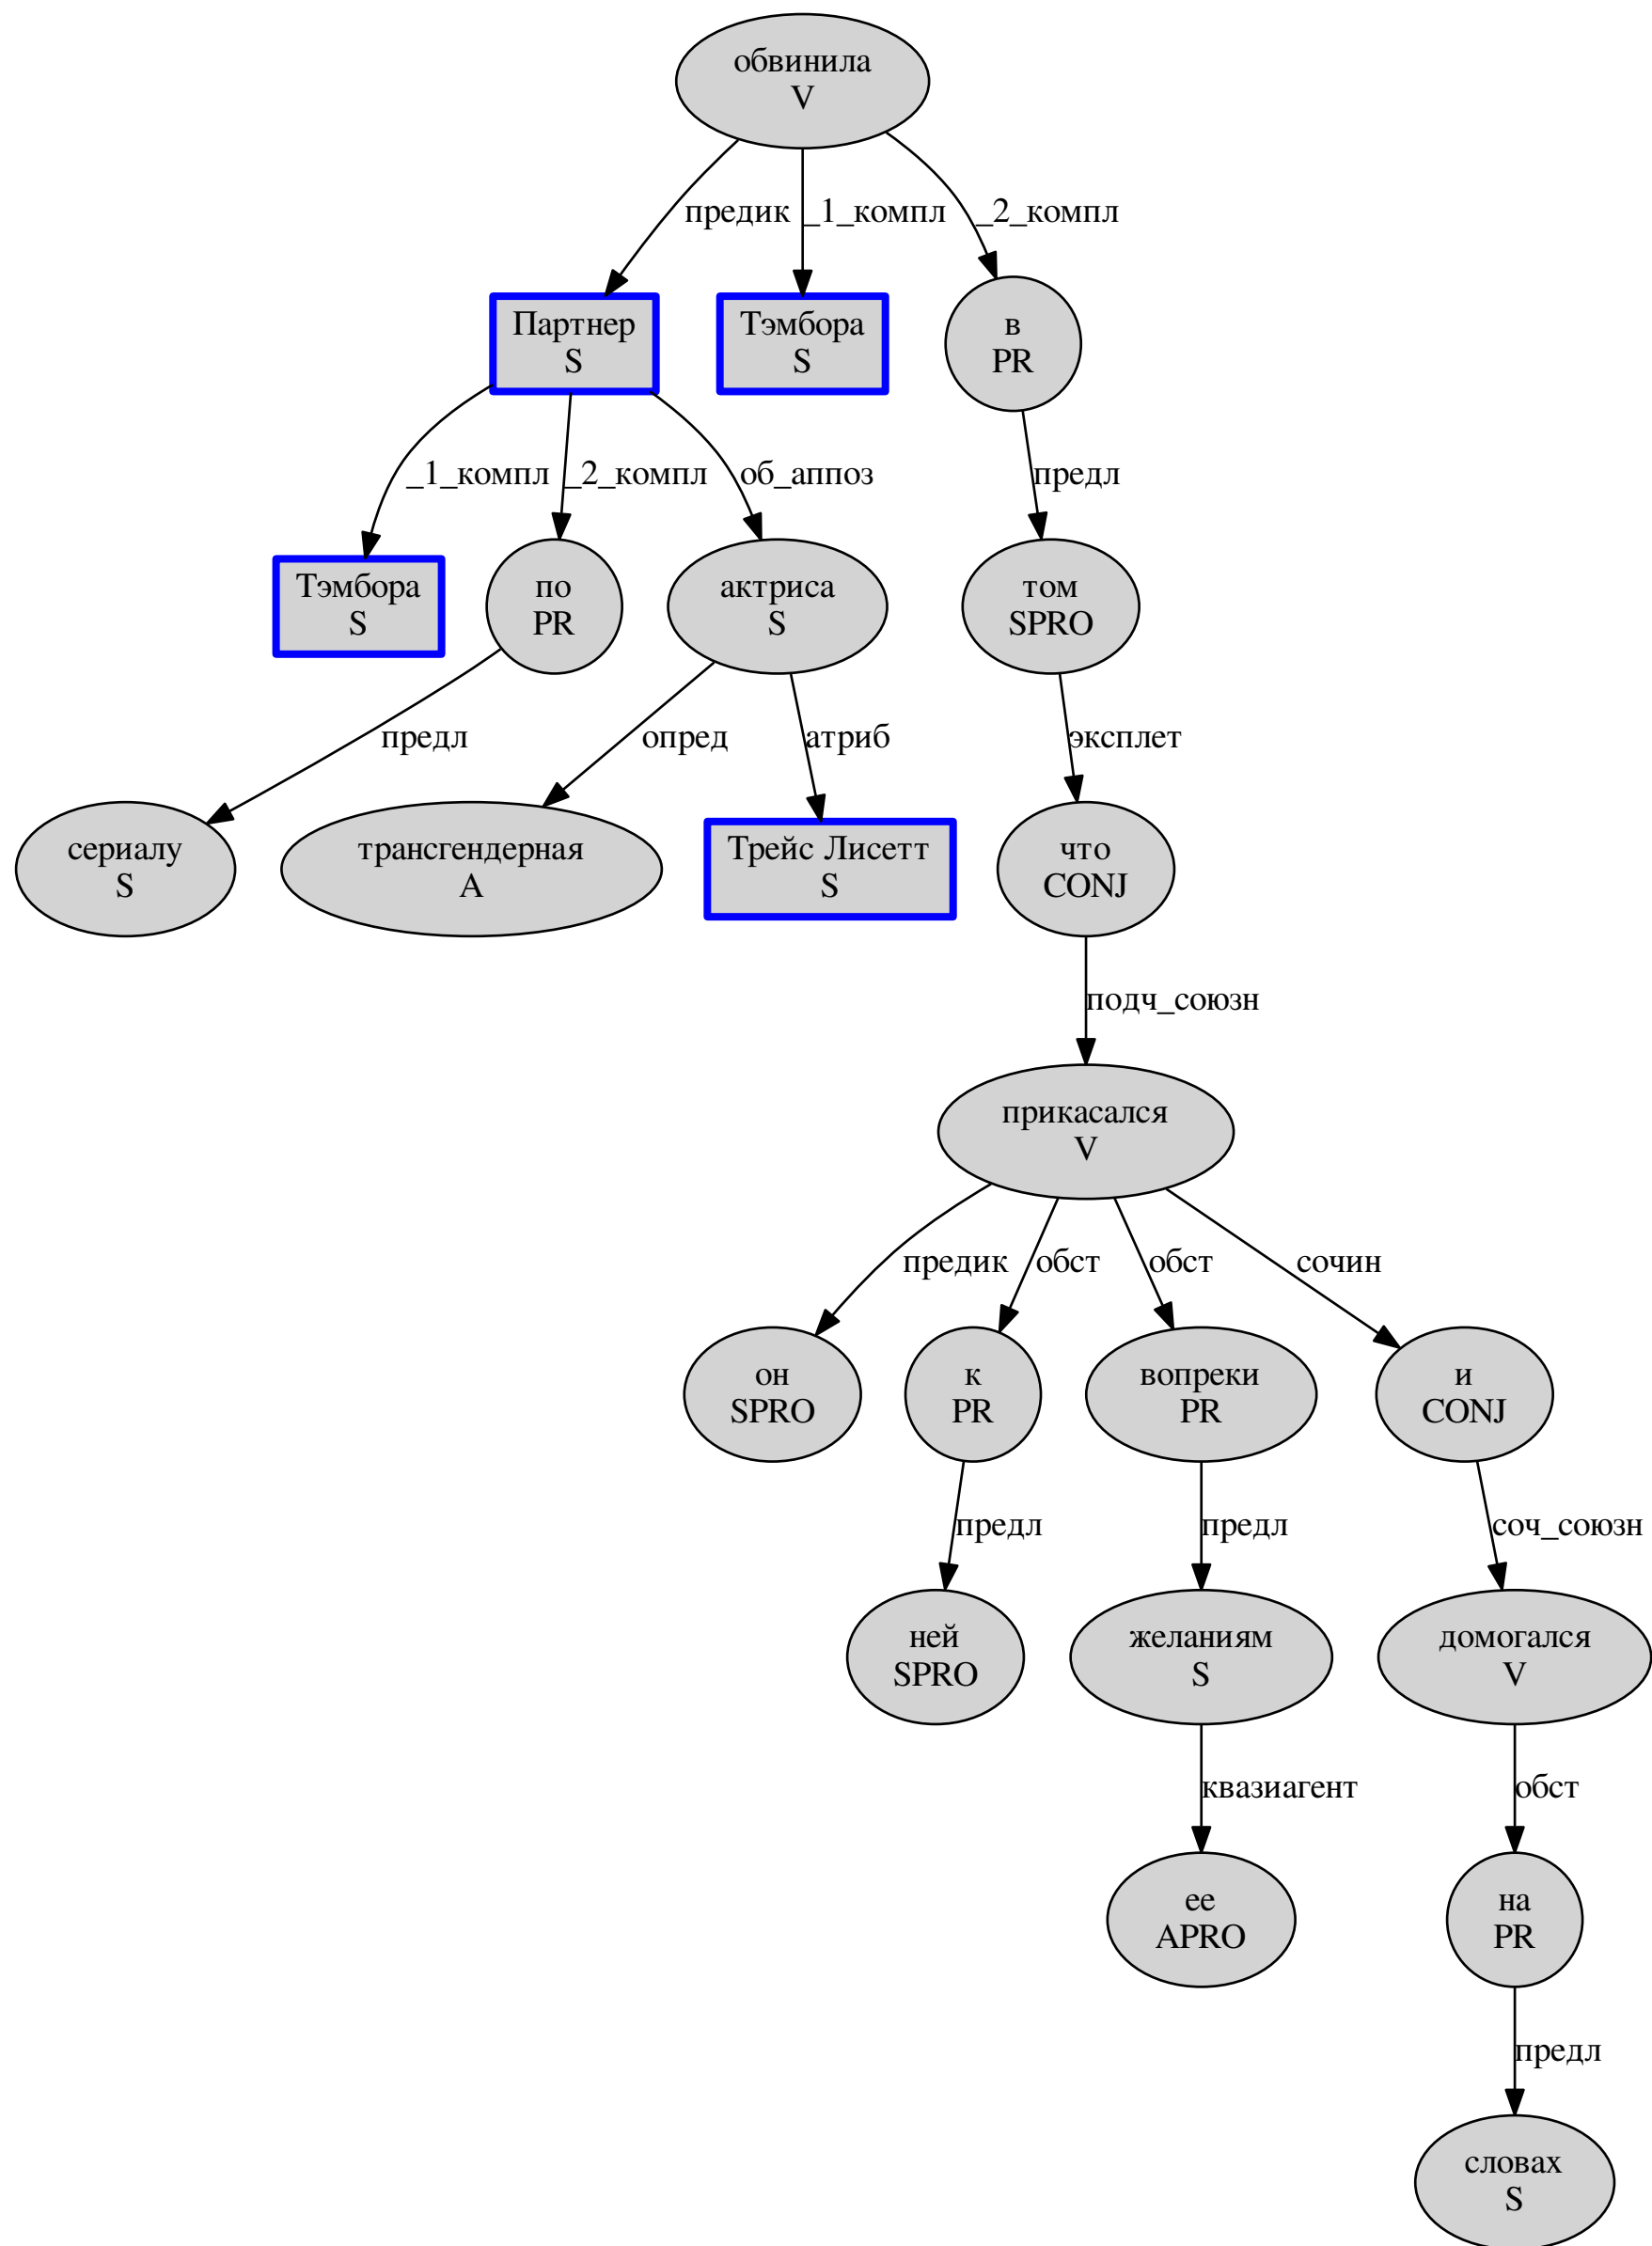 обвинила
V
предик
_1_компл
_2_компл
Партнер
S
Тэмбора
S
в
PR
_1_компл
_2_компл
об_аппоз
предл
Тэмбора
S
по
PR
актриса
S
том
SPRO
предл
опред
атриб
эксплет
сериалу
S
трансгендерная
A
Трейс Лисетт
S
что
CONJ
подч_союзн
прикасался
V
предик
обст
обст
сочин
он
SPRO
к
PR
вопреки
PR
и
CONJ
предл
предл
соч_союзн
ней
SPRO
желаниям
S
домогался
V
квазиагент
обст
ее
APRO
на
PR
предл
словах
S